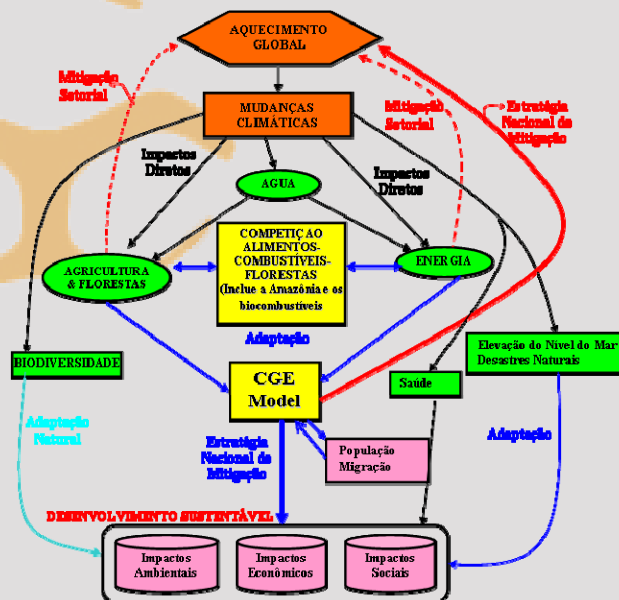 AQUECIMENTO
GLOBAL
Mitigação
Setorial
MUDANÇAS
CLIMÁTICAS
Mitigação
Setorial
Estratégia
Nacional de
Mitigação
Impactos
Diretos
Impactos
Diretos
AGUA
COMPETIÇAO
ALIMENTOS-
COMBUSTÍVEIS-
FLORESTAS
(Inclue a Amazônia e os
biocombustíveis
AGRICULTURA
& FLORESTAS
ENERGIA
Adaptação
BIODIVERSIDADE
CGE
Model
Saúde
Elevação do Nivel do Mar
Desastres Naturais
Adaptação
Natural
Estratégia
Nacional de
Mitigação
População
Migração
Adaptação
DESENVOLVIMENTO SUSTENTÁVEL
Impactos
Ambientais
Impactos
Econômicos
Impactos
Sociais